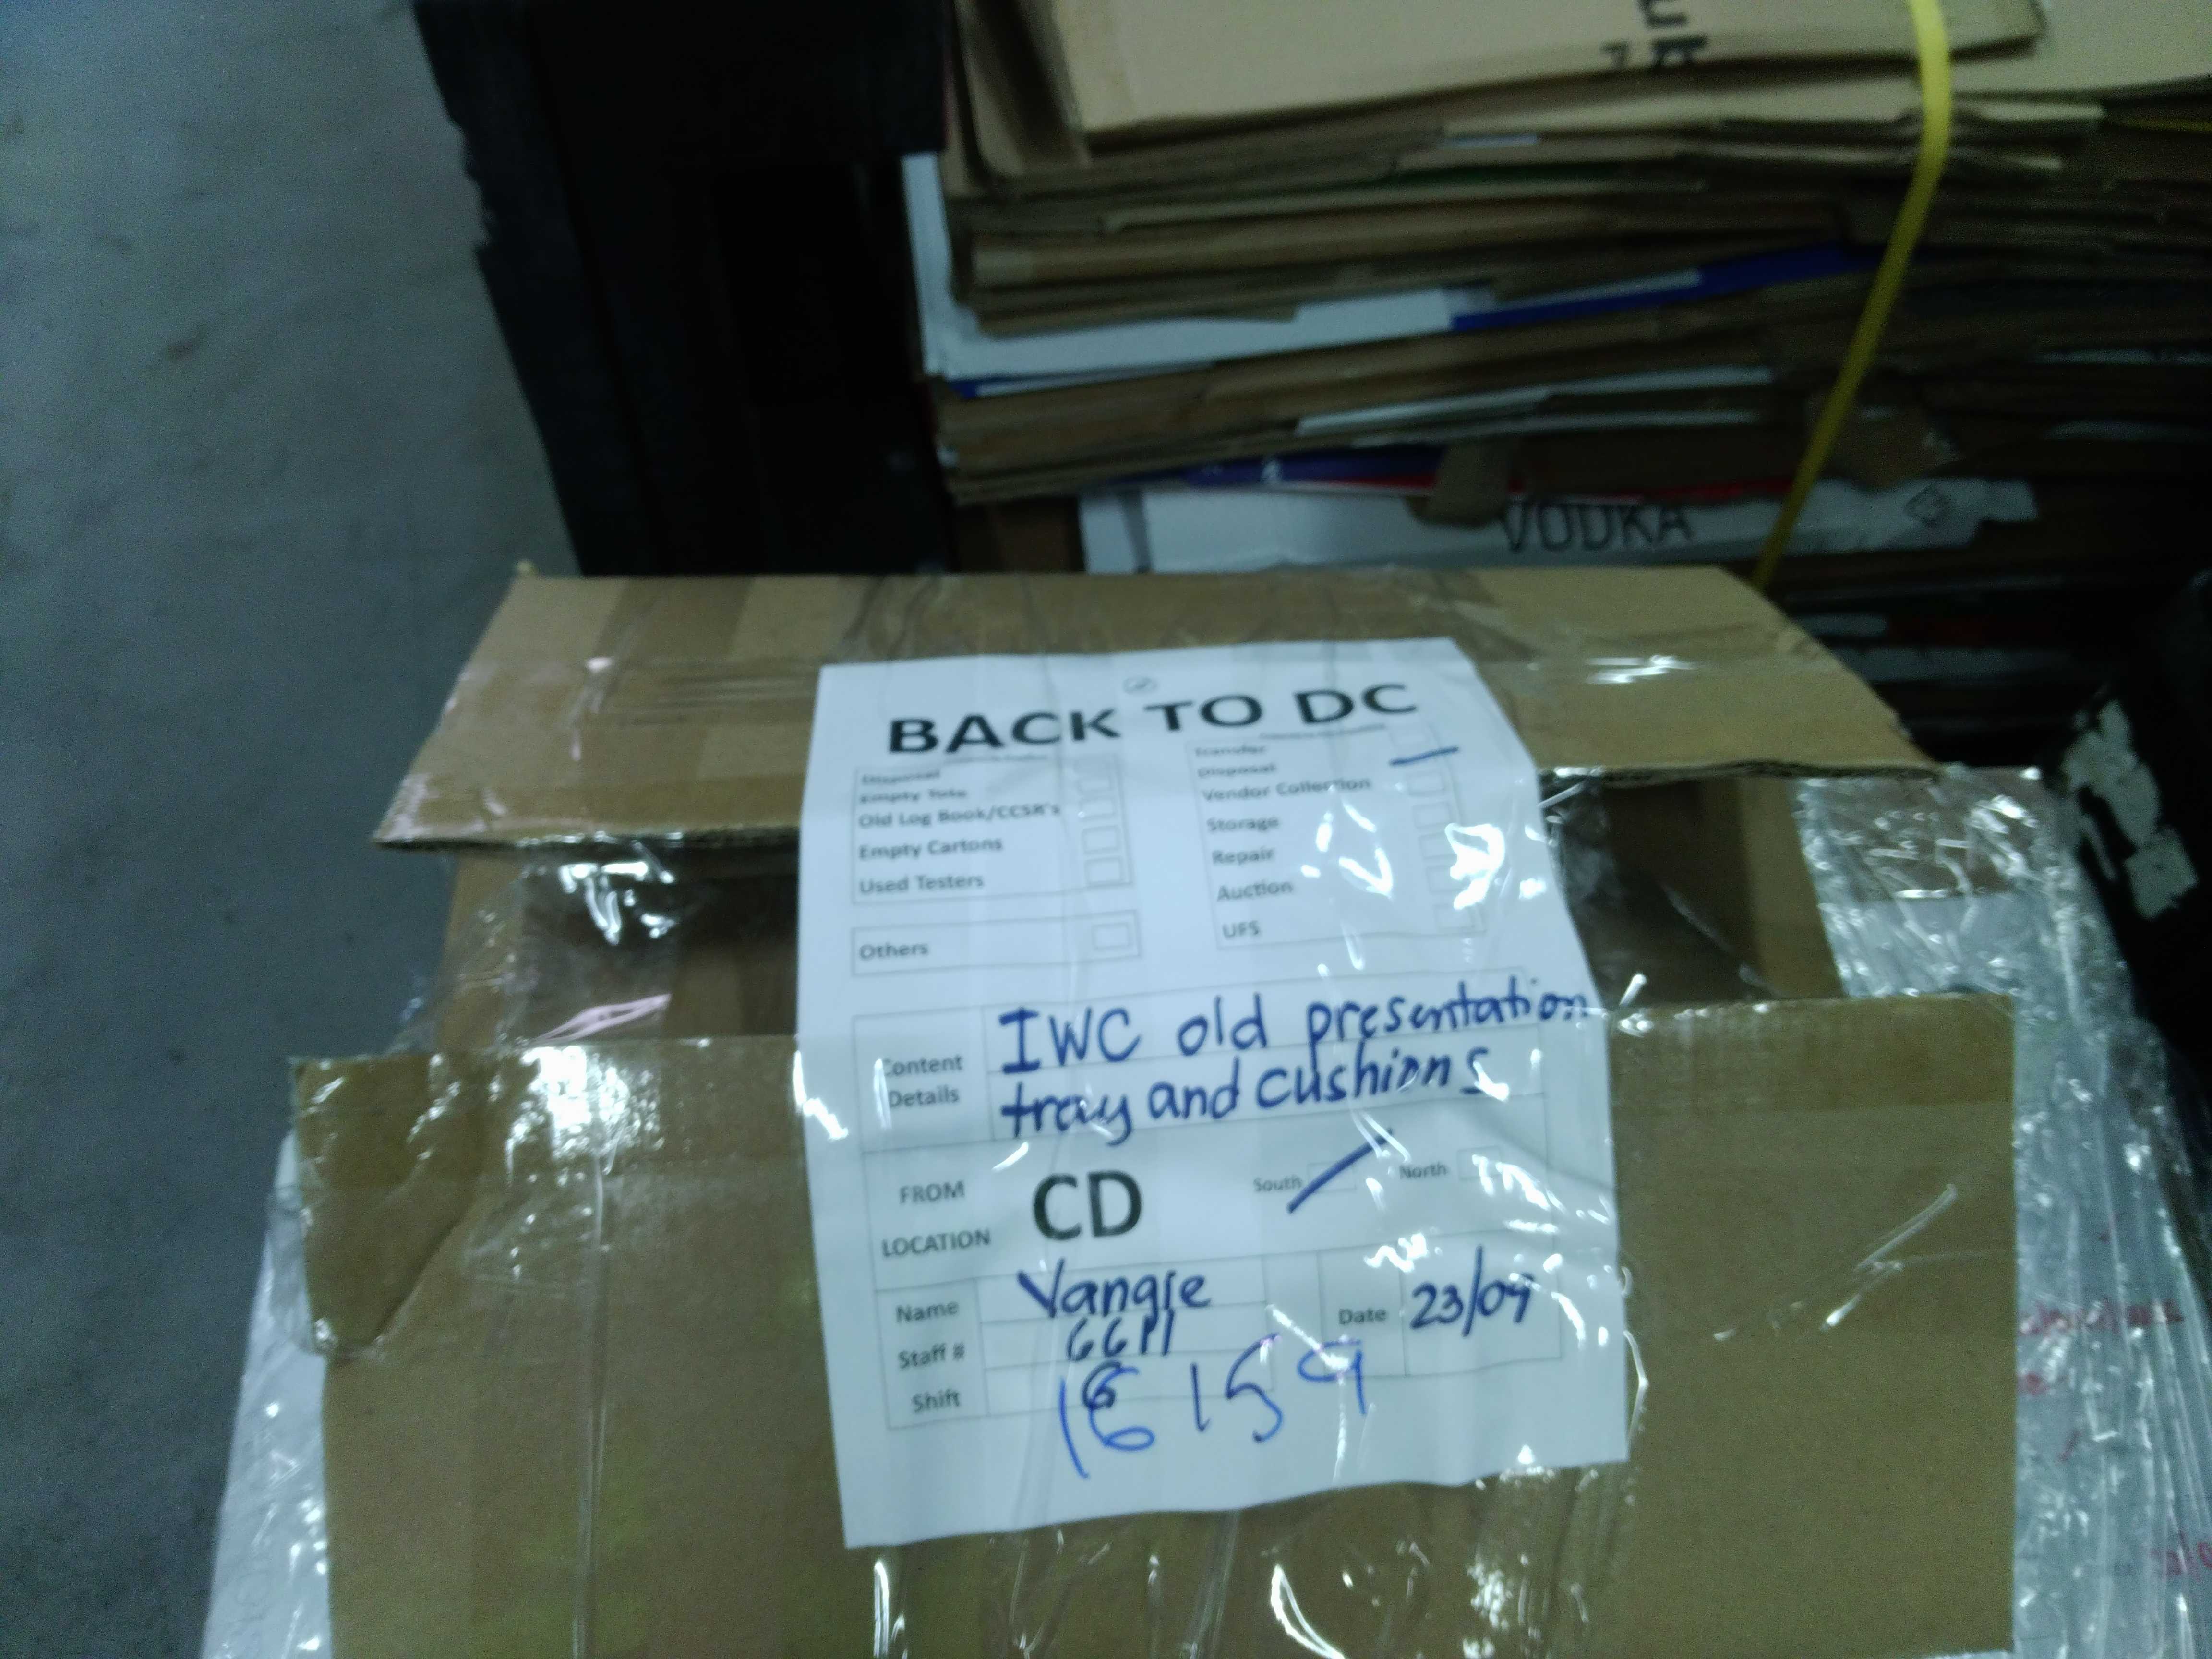 VODKA
BACK TO DC
Disposal
Empty Tote
Old Log Book/CCSR's
Empty Cartons
Used Testers
Others
Transfer
Disposal
Vendor Collection
Storage
Repair
Auction
UFS
Content Details
IWC old presentation
tray and cushions
FROM LOCATION
CD
South
North
Name
Vangie
Date
23/09
Staff #
Shift